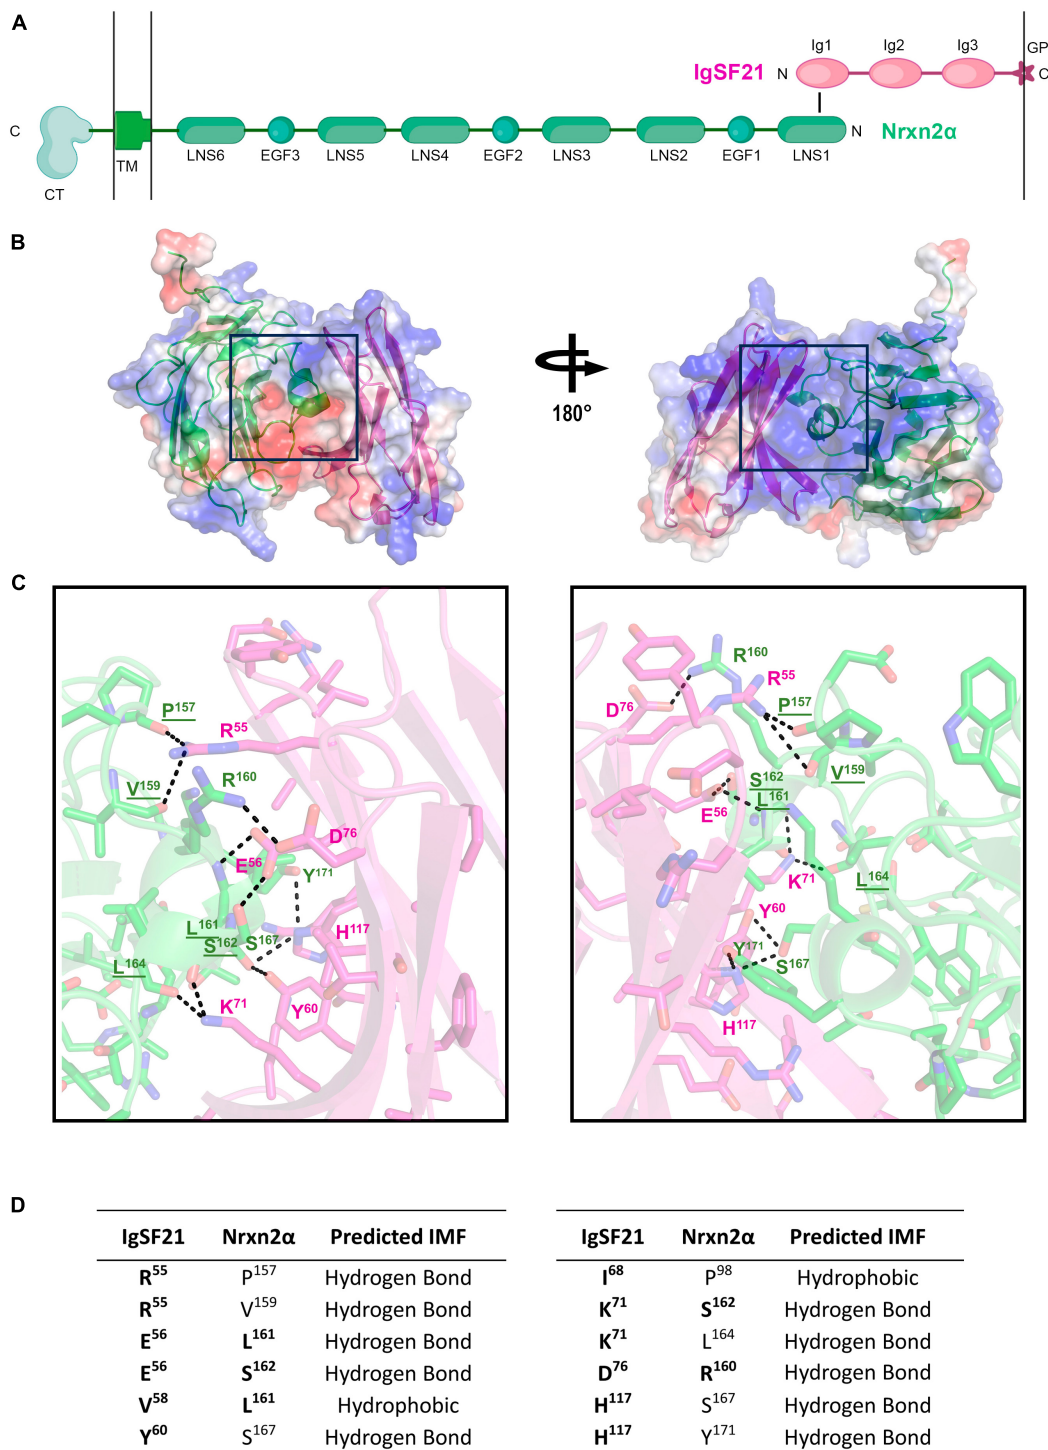 A
Ig1 Ig2 Ig3 GP
IgSF21 N C
C N Nrxn2α
LNS6 EGF3 LNS5 LNS4 EGF2 LNS3 LNS2 EGF1 LNS1
TM
CT
B
180°
C
P157
R55
V159
R160
D76
E56
Y171
L161
S162 S167
H117
L164
K71
Y60
R160
R55
D76
P157
S162
V159
L161
E56
K71
L164
Y60
Y171
S167
H117
D
IgSF21 Nrxn2α Predicted IMF
R55 P157 Hydrogen Bond
R55 V159 Hydrogen Bond
E56 L161 Hydrogen Bond
E56 S162 Hydrogen Bond
V58 L161 Hydrophobic
Y60 S167 Hydrogen Bond
IgSF21 Nrxn2α Predicted IMF
I68 P98 Hydrophobic
K71 S162 Hydrogen Bond
K71 L164 Hydrogen Bond
D76 R160 Hydrogen Bond
H117 S167 Hydrogen Bond
H117 Y171 Hydrogen Bond